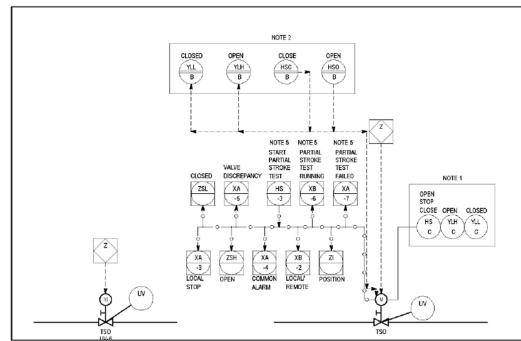 NOTE 2
CLOSED OPEN CLOSE OPEN
YLL YLH HSC HSO
B B B B
Z
NOTE 5 NOTE 5 NOTE 5
START PARTIAL PARTIAL
VALVE PARTIAL STROKE STROKE
DISCREPANCY STROKE TEST TEST
CLOSED TEST RUNNING FAILED
ZSL XA HS XB XA
-5 -3 -6 -7
NOTE 1
OPEN
STOP
CLOSE OPEN CLOSED
HS YLH YLL
C C C
XA ZSH XA XB ZI
-3 -4 -2
LOCAL OPEN COMMON LOCAL/ POSITION
STOP ALARM REMOTE
Z
M UV
TSO
M UV
TSO